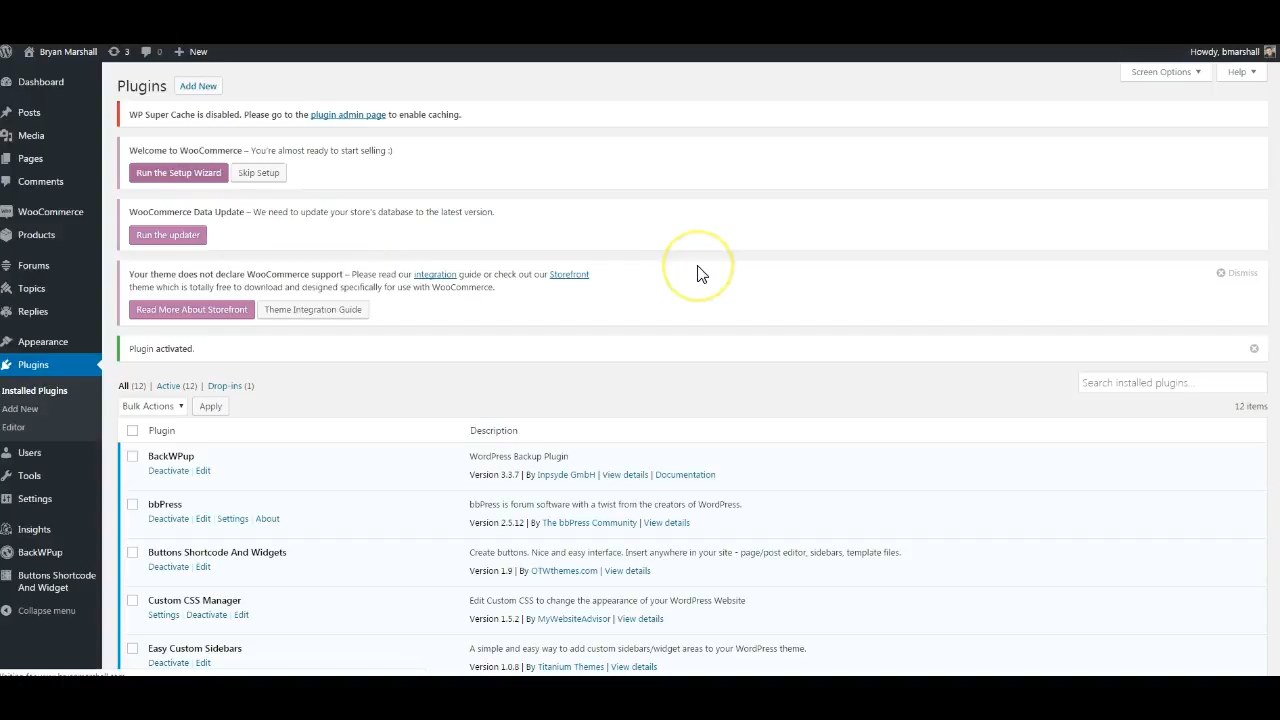 Bryan Marshall 3 0 New Howdy, bmarshall
Screen Options Help
Dashboard
Posts
Media
Pages
Comments
WooCommerce
Products
Forums
Topics
Replies
Appearance
Plugins
Installed Plugins
Add New
Editor
Users
Tools
Settings
Insights
BackWPup
Buttons Shortcode
And Widget
Collapse menu
Plugins Add New
WP Super Cache is disabled. Please go to the plugin admin page to enable caching.
Welcome to WooCommerce – You're almost ready to start selling :)
Run the Setup Wizard Skip Setup
WooCommerce Data Update – We need to update your store's database to the latest version.
Run the updater
Your theme does not declare WooCommerce support – Please read our integration guide or check out our Storefront
theme which is totally free to download and designed specifically for use with WooCommerce.
Dismiss
Read More About Storefront Theme Integration Guide
Plugin activated.
All (12) | Active (12) | Drop-ins (1)
Search installed plugins...
Bulk Actions Apply 12 items
Plugin Description
BackWPup WordPress Backup Plugin
Deactivate | Edit Version 3.3.7 | By Inpsyde GmbH | View details | Documentation
bbPress bbPress is forum software with a twist from the creators of WordPress.
Deactivate | Edit | Settings | About Version 2.5.12 | By The bbPress Community | View details
Buttons Shortcode And Widgets Create buttons. Nice and easy interface. Insert anywhere in your site - page/post editor, sidebars, template files.
Deactivate | Edit Version 1.9 | By OTWthemes.com | View details
Custom CSS Manager Edit Custom CSS to change the appearance of your WordPress Website
Settings | Deactivate | Edit Version 1.5.2 | By MyWebsiteAdvisor | View details
Easy Custom Sidebars A simple and easy way to add custom sidebars/widget areas to your WordPress theme.
Deactivate | Edit Version 1.0.8 | By Titanium Themes | View details